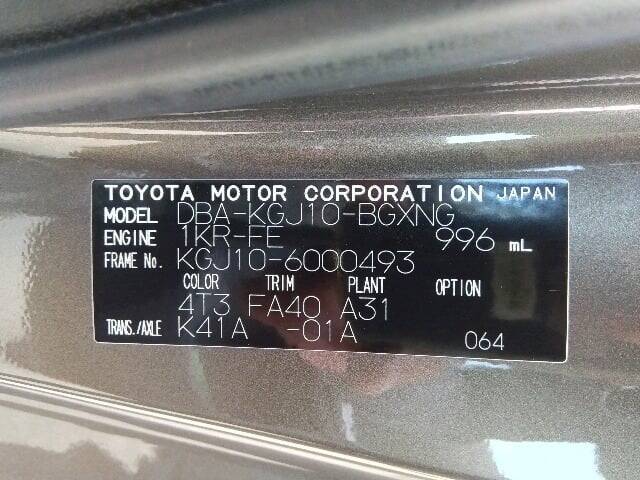 TOYOTA MOTOR CORPORATION JAPAN
MODEL DBA-KGJ10-BGXNG
ENGINE 1KR-FE 996 mL
FRAME No. KGJ10-6000493
COLOR TRIM PLANT OPTION
4T3 FA40 A31
TRANS./AXLE K41A -01A 064